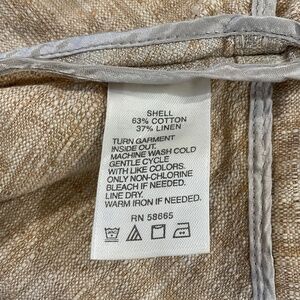 SHELL
63% COTTON
37% LINEN
TURN GARMENT
INSIDE OUT.
MACHINE WASH COLD
GENTLE CYCLE
WITH LIKE COLORS.
ONLY NON-CHLORINE
BLEACH IF NEEDED.
LINE DRY.
WARM IRON IF NEEDED.
RN 58665